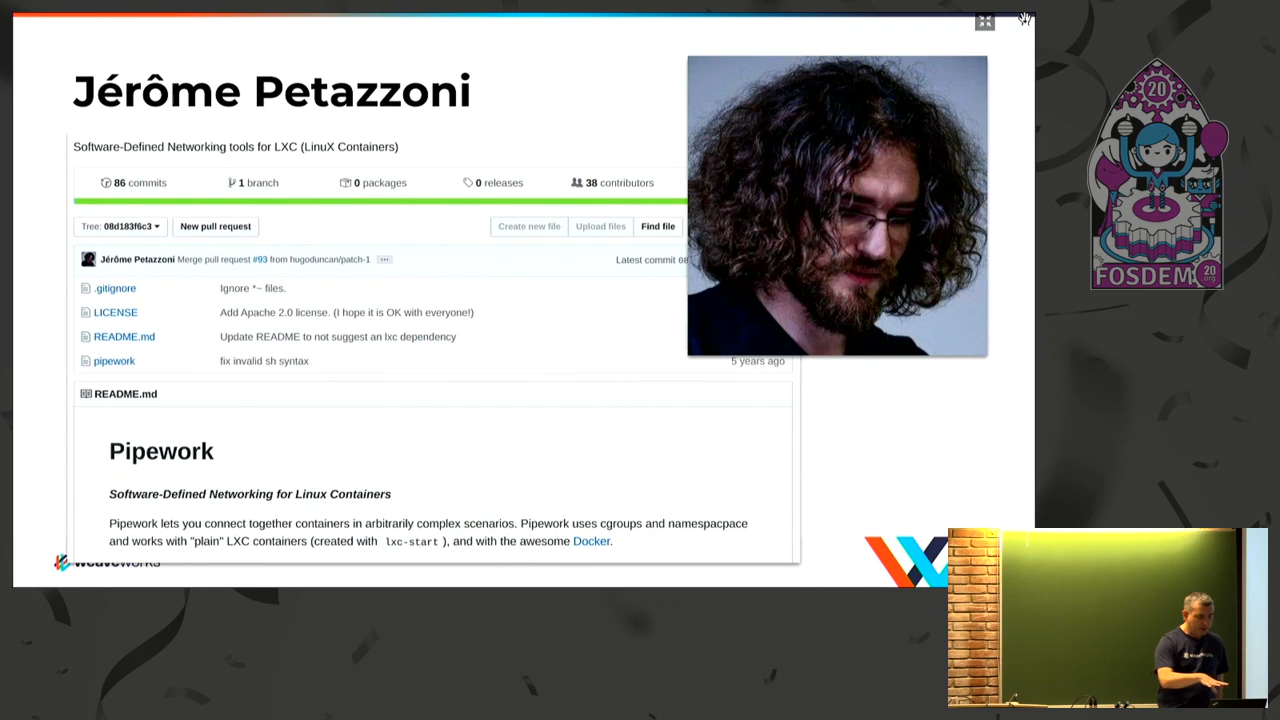 Jérôme Petazzoni
Software-Defined Networking tools for LXC (LinuX Containers)
86 commits
1 branch
0 packages
0 releases
38 contributors
Tree: 08d183f6c3
New pull request
Create new file
Upload files
Find file
Jérôme Petazzoni Merge pull request #93 from hugoduncan/patch-1
Latest commit
.gitignore
Ignore *~ files.
LICENSE
Add Apache 2.0 license. (I hope it is OK with everyone!)
README.md
Update README to not suggest an lxc dependency
pipework
fix invalid sh syntax
5 years ago
README.md
Pipework
Software-Defined Networking for Linux Containers
Pipework lets you connect together containers in arbitrarily complex scenarios. Pipework uses cgroups and namespacpace
and works with "plain" LXC containers (created with lxc-start ), and with the awesome Docker.
weaveworks
20
FOSDEM
20
.org